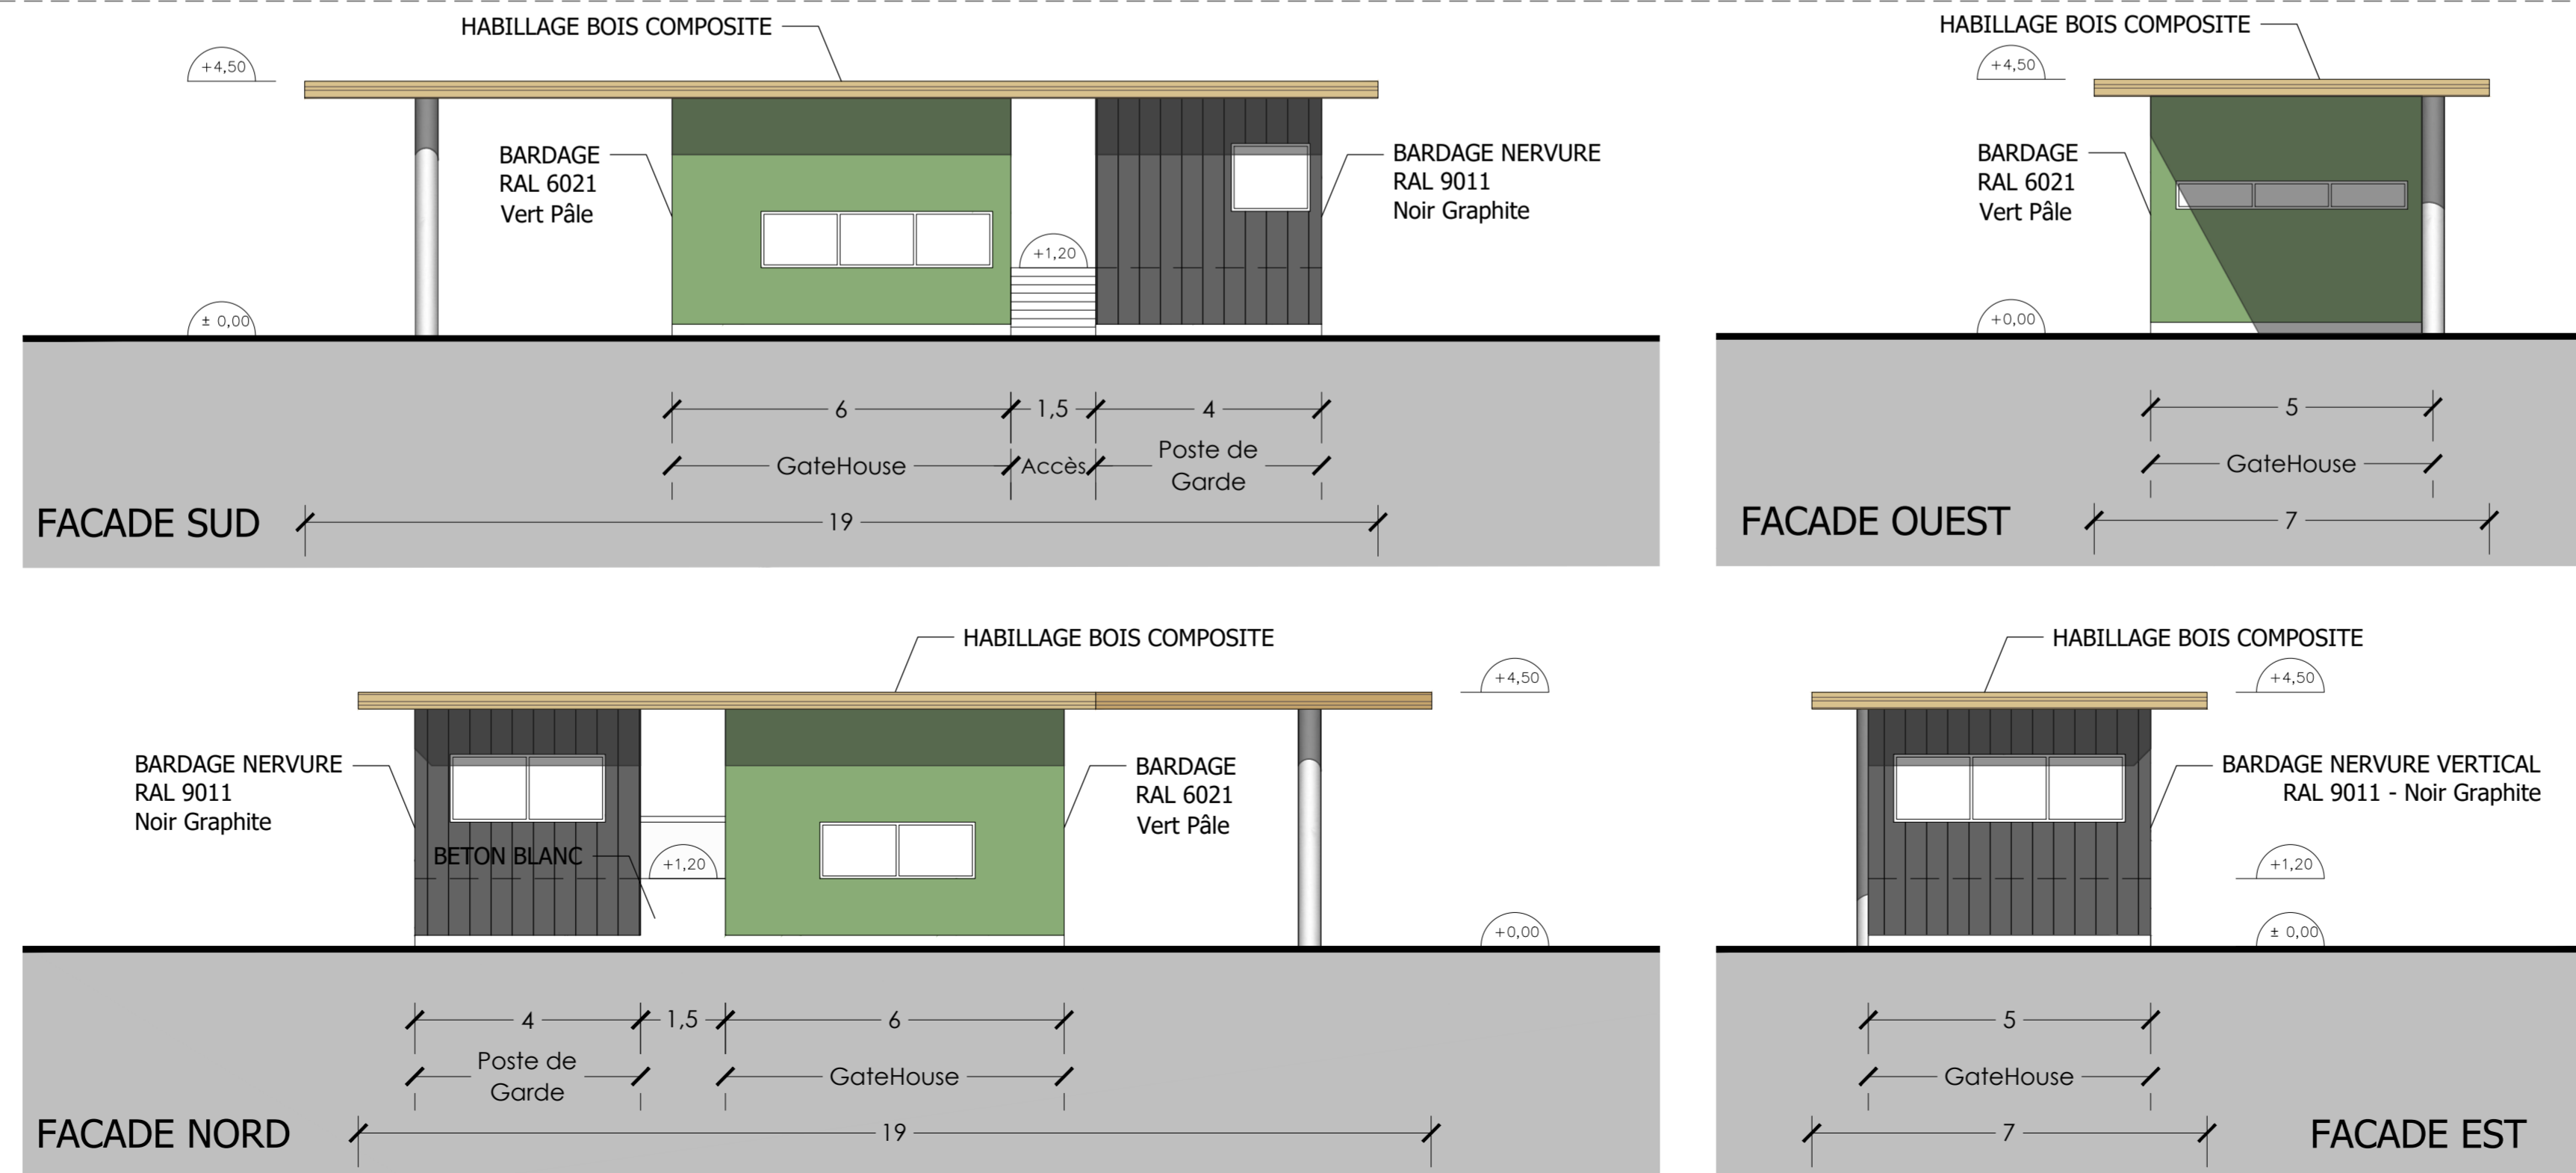 HABILLAGE BOIS COMPOSITE
+4,50
BARDAGE
RAL 6021
Vert Pâle
BARDAGE NERVURE
RAL 9011
Noir Graphite
+1,20
± 0,00
6
1,5
4
GateHouse
Accès
Poste de
Garde
FACADE SUD
19
HABILLAGE BOIS COMPOSITE
+4,50
BARDAGE
RAL 6021
Vert Pâle
+0,00
5
GateHouse
FACADE OUEST
7
HABILLAGE BOIS COMPOSITE
+4,50
BARDAGE NERVURE
RAL 9011
Noir Graphite
BARDAGE
RAL 6021
Vert Pâle
BETON BLANC
+1,20
+0,00
4
1,5
6
Poste de
Garde
GateHouse
FACADE NORD
19
HABILLAGE BOIS COMPOSITE
+4,50
BARDAGE NERVURE VERTICAL
RAL 9011 - Noir Graphite
+1,20
± 0,00
5
GateHouse
7
FACADE EST